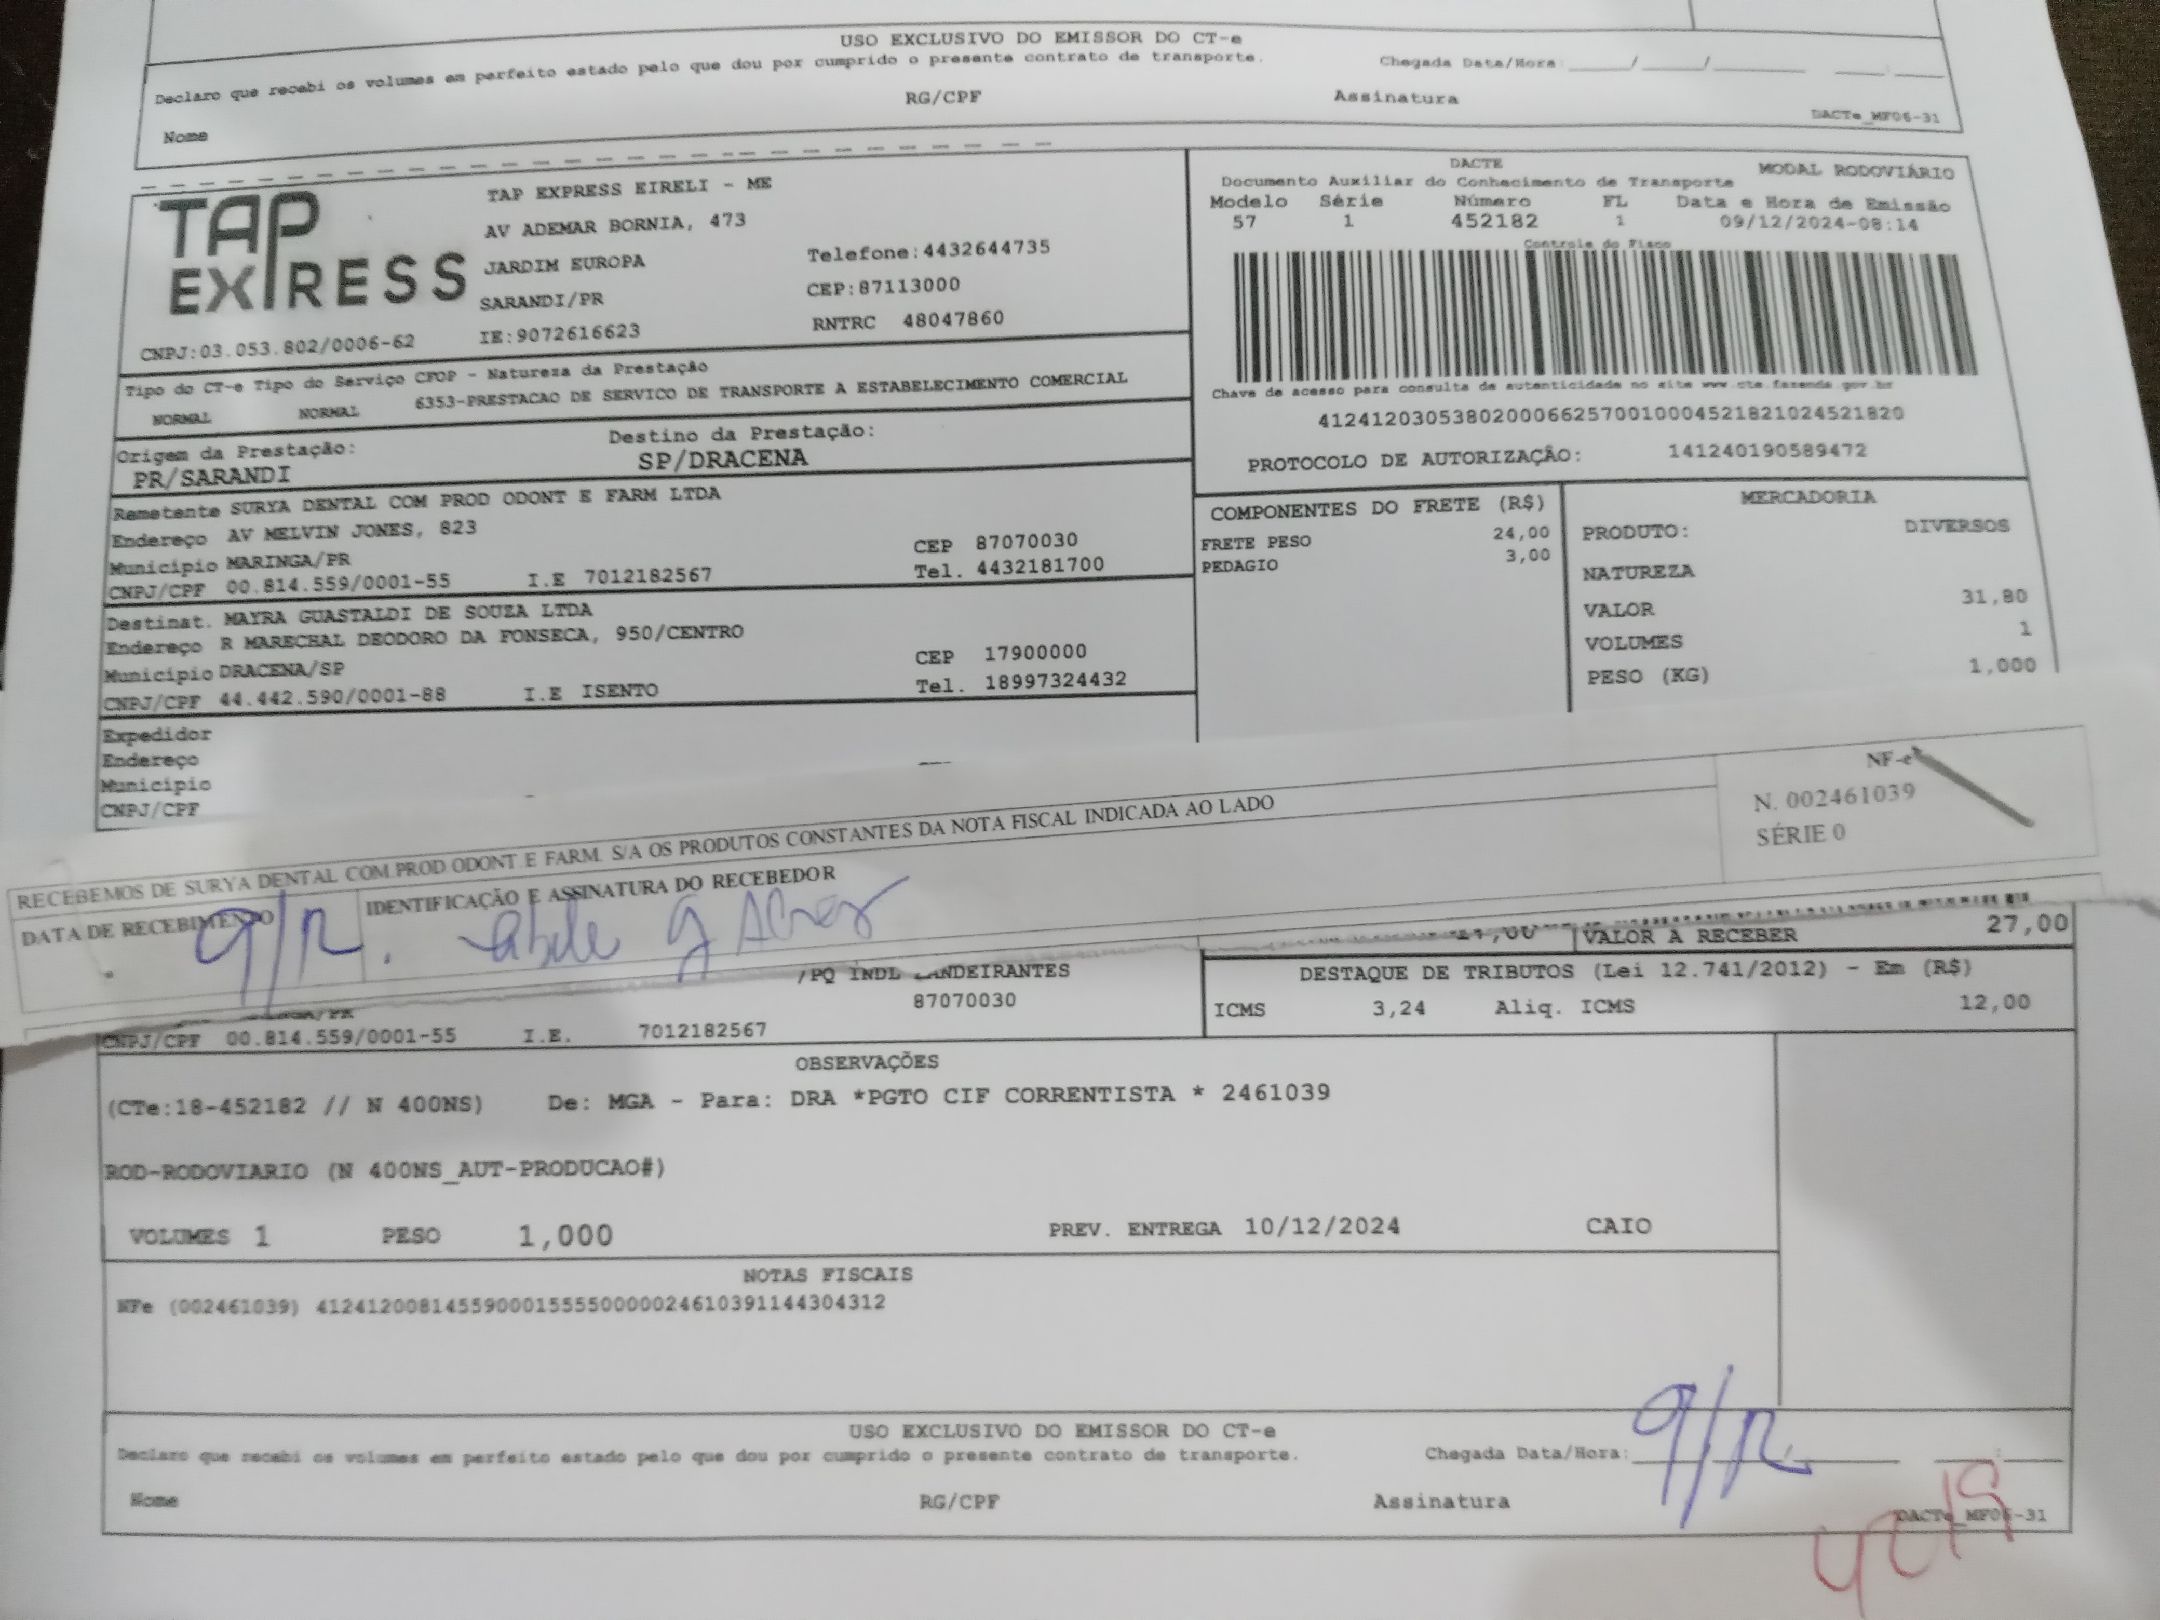 USO EXCLUSIVO DO EMISSOR DO CT-e
Declaro que recebi os volumes em perfeito estado pelo que dou por cumprido o presente contrato de transporte.
Chegada Data/Hora:____/____/______ ____:____
Nome RG/CPF Assinatura
DACTe_MF06-31
TAP EXPRESS
TAP EXPRESS EIRELI - ME
AV ADEMAR BORNIA, 473
JARDIM EUROPA Telefone:4432644735
SARANDI/PR CEP:87113000
CNPJ:03.053.802/0006-62 IE:9072616623 RNTRC 48047860
DACTE MODAL RODOVIÁRIO
Documento Auxiliar do Conhecimento de Transporte
Modelo Série Número FL Data e Hora de Emissão
57 1 452182 1 09/12/2024-08:14
Controle do Fisco
Chave de acesso para consulta de autenticidade no site www.cte.fazenda.gov.br
41241203053802000662570010004521821024521820
PROTOCOLO DE AUTORIZAÇÃO: 141240190589472
Tipo do CT-e Tipo do Serviço CFOP - Natureza da Prestação
NORMAL NORMAL 6353-PRESTACAO DE SERVICO DE TRANSPORTE A ESTABELECIMENTO COMERCIAL
Origem da Prestação: Destino da Prestação:
PR/SARANDI SP/DRACENA
Remetente SURYA DENTAL COM PROD ODONT E FARM LTDA
Endereço AV MELVIN JONES, 823
Município MARINGA/PR CEP 87070030
CNPJ/CPF 00.814.559/0001-55 I.E 7012182567 Tel. 4432181700
Destinat. MAYRA GUASTALDI DE SOUZA LTDA
Endereço R MARECHAL DEODORO DA FONSECA, 950/CENTRO
Município DRACENA/SP CEP 17900000
CNPJ/CPF 44.442.590/0001-88 I.E ISENTO Tel. 18997324432
Expedidor
Endereço
Município
CNPJ/CPF
COMPONENTES DO FRETE (R$)
FRETE PESO 24,00
PEDAGIO 3,00
MERCADORIA
PRODUTO: DIVERSOS
NATUREZA
VALOR 31,80
VOLUMES 1
PESO (KG) 1,000
RECEBEMOS DE SURYA DENTAL COM PROD ODONT E FARM. S/A OS PRODUTOS CONSTANTES DA NOTA FISCAL INDICADA AO LADO
DATA DE RECEBIMENTO IDENTIFICAÇÃO E ASSINATURA DO RECEBEDOR
9/12.
NF-e
N. 002461039
SÉRIE 0
VALOR A RECEBER 27,00
/PQ INDL BANDEIRANTES
87070030
CNPJ/CPF 00.814.559/0001-55 I.E. 7012182567
DESTAQUE DE TRIBUTOS (Lei 12.741/2012) - Em (R$)
ICMS 3,24 Aliq. ICMS 12,00
OBSERVAÇÕES
(CTe:18-452182 // N 400NS) De: MGA - Para: DRA *PGTO CIF CORRENTISTA * 2461039
ROD-RODOVIARIO (N 400NS_AUT-PRODUCAO#)
VOLUMES 1 PESO 1,000 PREV. ENTREGA 10/12/2024 CAIO
NOTAS FISCAIS
NFe (002461039) 41241200814559000155550000024610391144304312
USO EXCLUSIVO DO EMISSOR DO CT-e
Declaro que recebi os volumes em perfeito estado pelo que dou por cumprido o presente contrato de transporte.
Chegada Data/Hora: 9/12
Nome RG/CPF Assinatura
DACTe_MF06-31